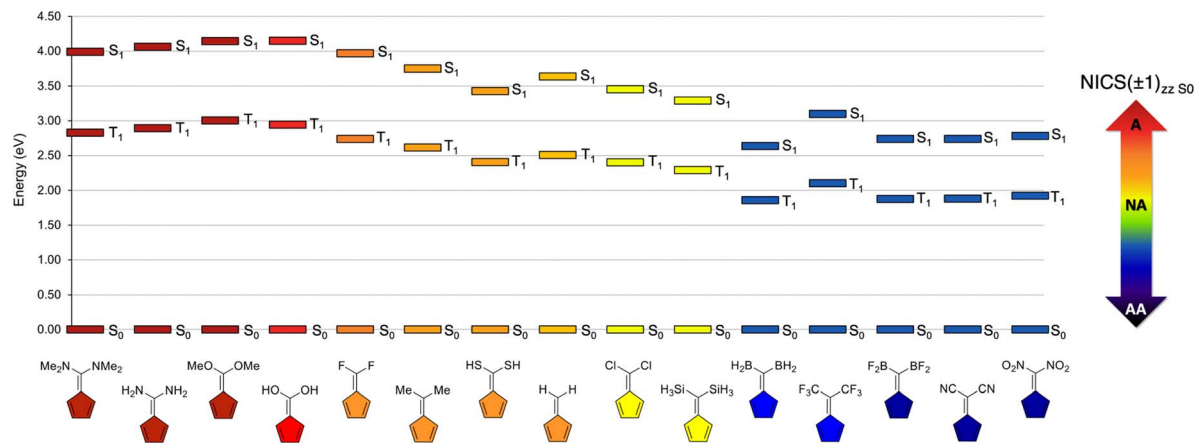 4.50
4.00
3.50
3.00
2.50
2.00
1.50
1.00
0.50
0.00
Energy (eV)
S1 S1 S1 S1 S1 S1 S1 S1 S1 S1 S1 S1 S1 S1 S1
T1 T1 T1 T1 T1 T1 T1 T1 T1 T1 T1 T1 T1 T1 T1
S0 S0 S0 S0 S0 S0 S0 S0 S0 S0 S0 S0 S0 S0 S0
Me2N NMe2
H2N NH2
MeO OMe
HO OH
F F
Me Me
HS SH
H H
Cl Cl
H3Si SiH3
H2B BH2
F3C CF3
F2B BF2
NC CN
O2N NO2
NICS(±1)zz S0
A
NA
AA